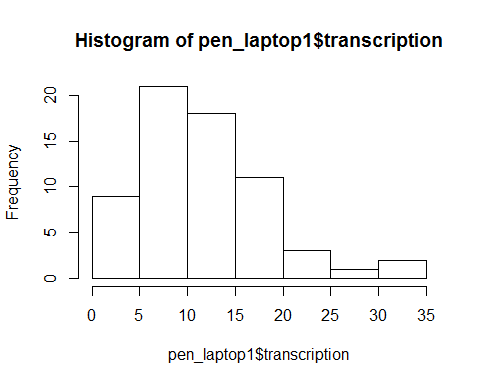 Histogram of pen_laptop1$transcription
Frequency
20
15
10
5
0
0 5 10 15 20 25 30 35
pen_laptop1$transcription